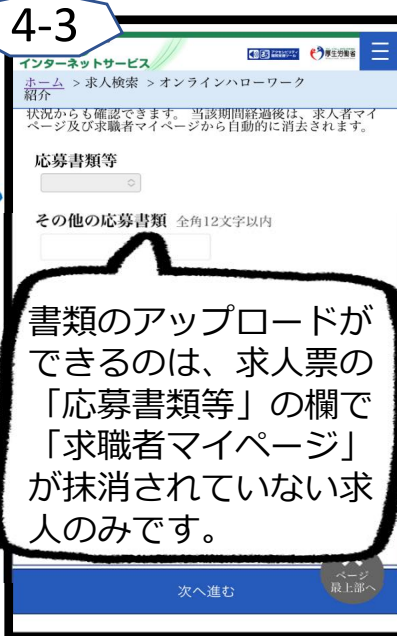 4-3
インターネットサービス
厚生労働省
ホーム > 求人検索 > オンラインハローワーク
紹介
状況からも確認できます。 当該期間経過後は、求人者マイ
ページ及び求職者マイページから自動的に消去されます。
応募書類等
その他の応募書類 全角12文字以内
書類のアップロードが
できるのは、求人票の
「応募書類等」の欄で
「求職者マイページ」
が抹消されていない求
人のみです。
ページ
最上部へ
次へ進む